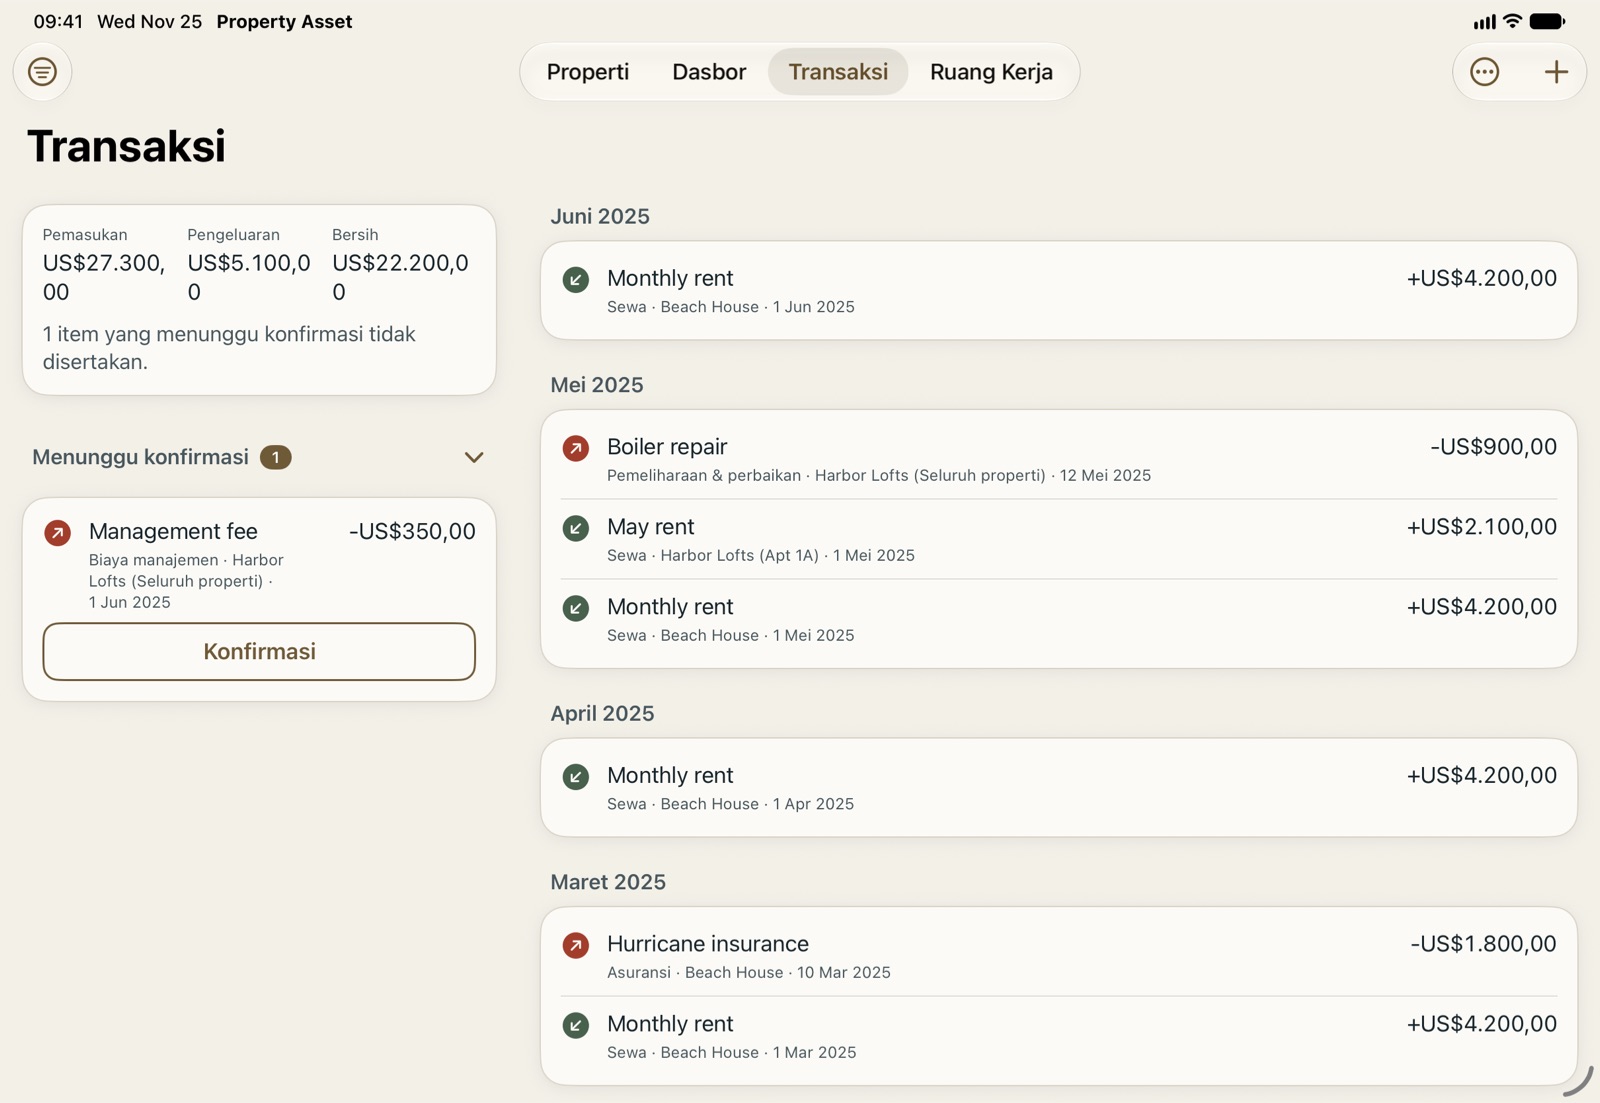 09:41 Wed Nov 25 Property Asset
Properti
Dasbor
Transaksi
Ruang Kerja
Transaksi
Pemasukan
US$27.300,
00
Pengeluaran
US$5.100,0
0
Bersih
US$22.200,0
0
1 item yang menunggu konfirmasi tidak
disertakan.
Menunggu konfirmasi 1
Management fee -US$350,00
Biaya manajemen · Harbor
Lofts (Seluruh properti) ·
1 Jun 2025
Konfirmasi
Juni 2025
Monthly rent +US$4.200,00
Sewa · Beach House · 1 Jun 2025
Mei 2025
Boiler repair -US$900,00
Pemeliharaan & perbaikan · Harbor Lofts (Seluruh properti) · 12 Mei 2025
May rent +US$2.100,00
Sewa · Harbor Lofts (Apt 1A) · 1 Mei 2025
Monthly rent +US$4.200,00
Sewa · Beach House · 1 Mei 2025
April 2025
Monthly rent +US$4.200,00
Sewa · Beach House · 1 Apr 2025
Maret 2025
Hurricane insurance -US$1.800,00
Asuransi · Beach House · 10 Mar 2025
Monthly rent +US$4.200,00
Sewa · Beach House · 1 Mar 2025